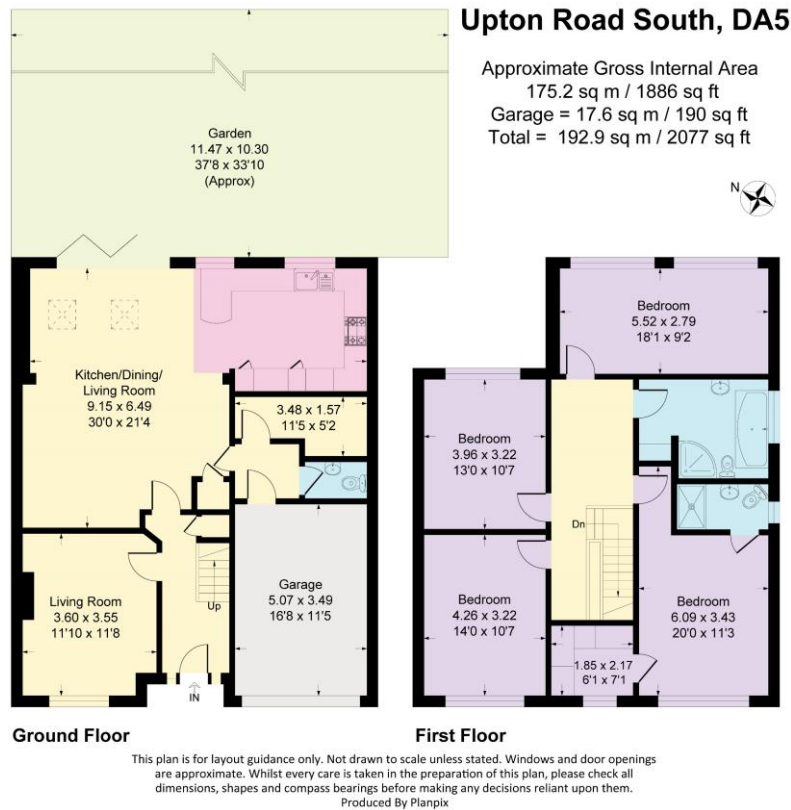 Upton Road South, DA5
Approximate Gross Internal Area
175.2 sq m / 1886 sq ft
Garage = 17.6 sq m / 190 sq ft
Total = 192.9 sq m / 2077 sq ft
N
Garden
11.47 x 10.30
37'8 x 33'10
(Approx)
Kitchen/Dining/
Living Room
9.15 x 6.49
30'0 x 21'4
3.48 x 1.57
11'5 x 5'2
Living Room
3.60 x 3.55
11'10 x 11'8
Up
Garage
5.07 x 3.49
16'8 x 11'5
IN
Ground Floor
Bedroom
5.52 x 2.79
18'1 x 9'2
Bedroom
3.96 x 3.22
13'0 x 10'7
Dn
Bedroom
4.26 x 3.22
14'0 x 10'7
Bedroom
6.09 x 3.43
20'0 x 11'3
1.85 x 2.17
6'1 x 7'1
First Floor
This plan is for layout guidance only. Not drawn to scale unless stated. Windows and door openings
are approximate. Whilst every care is taken in the preparation of this plan, please check all
dimensions, shapes and compass bearings before making any decisions reliant upon them.
Produced By Planpix